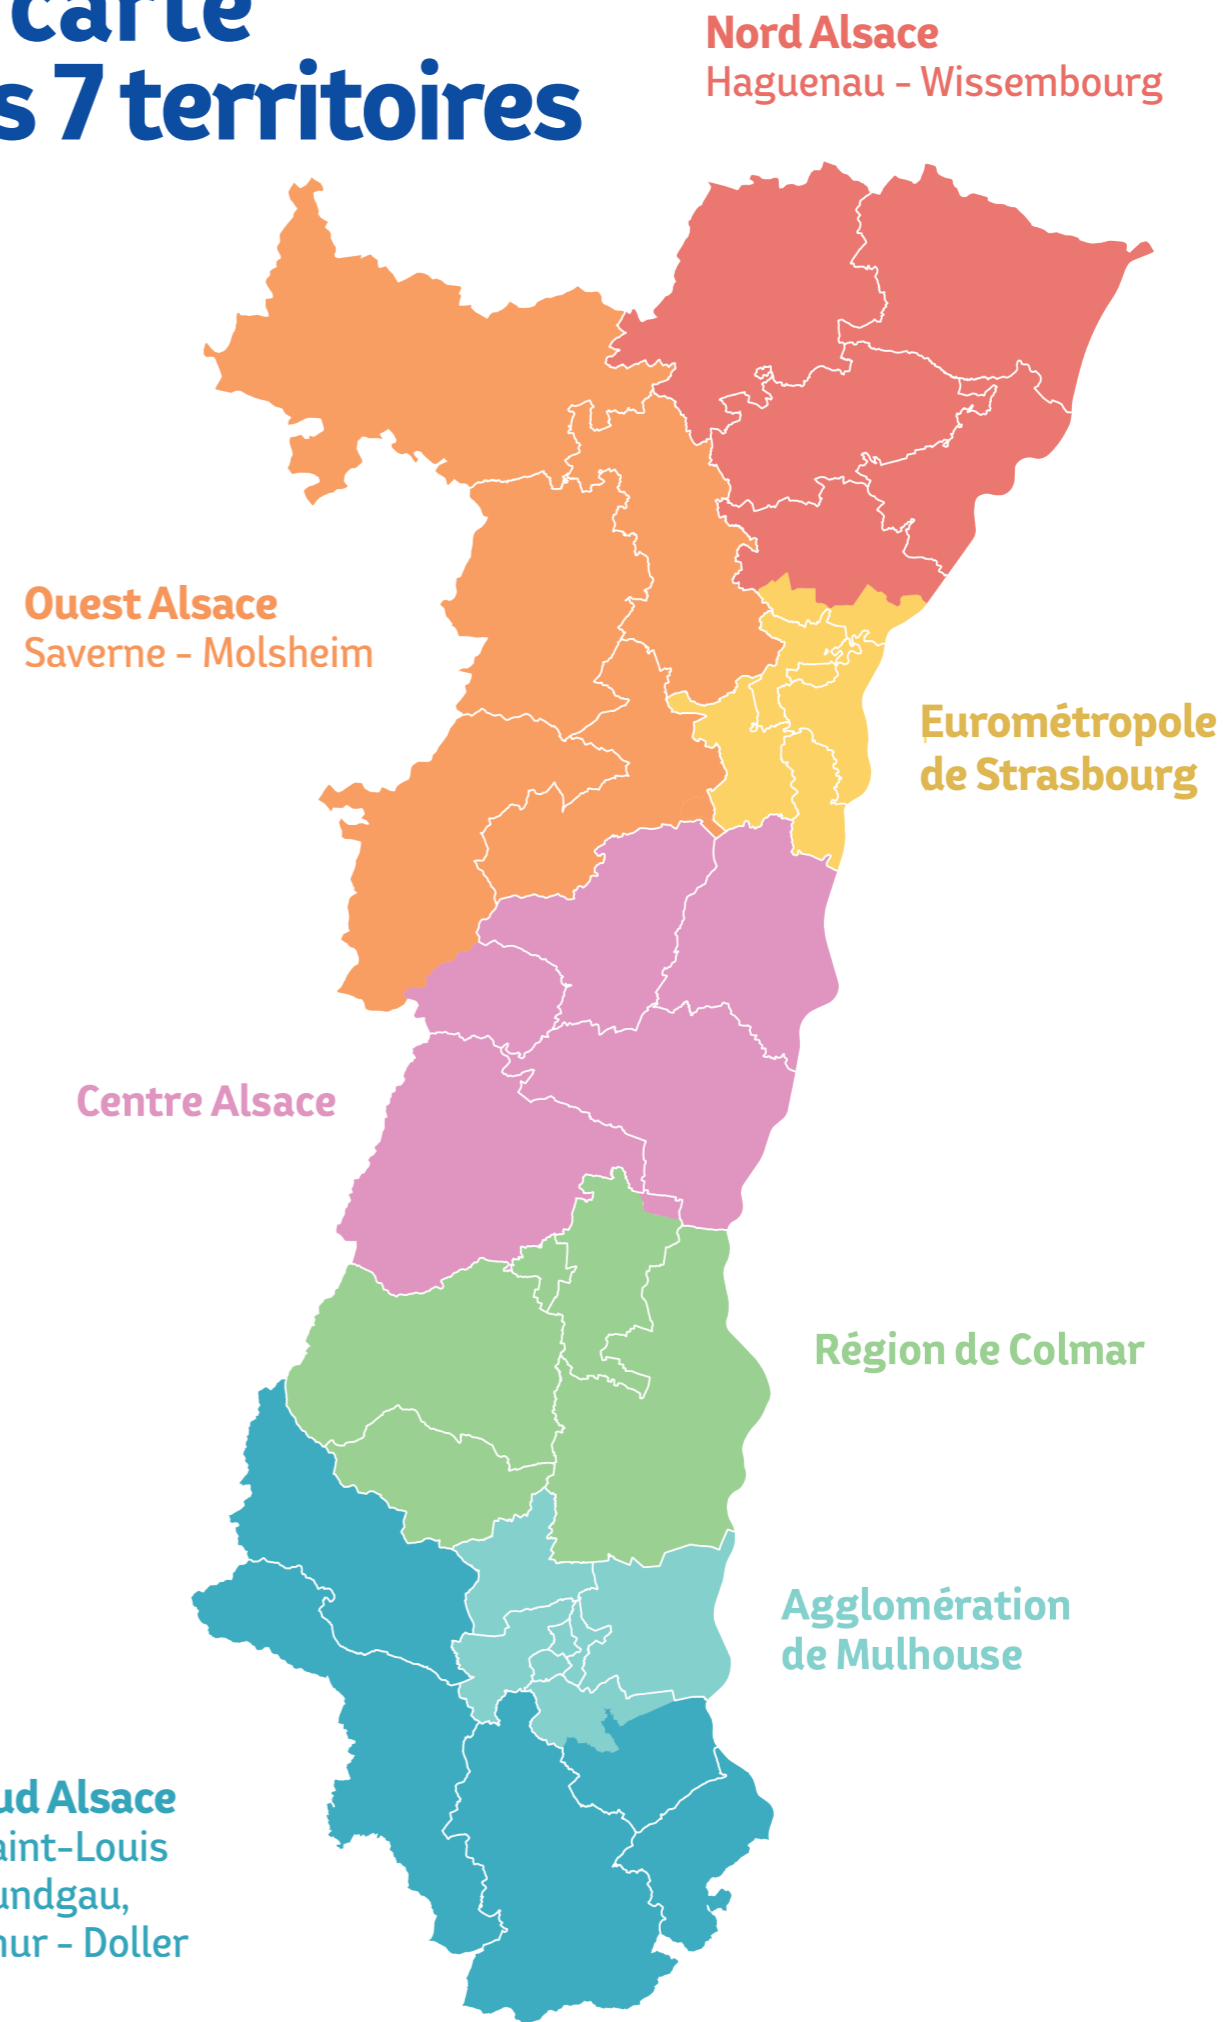 carte
s 7 territoires
Nord Alsace
Haguenau - Wissembourg
Ouest Alsace
Saverne - Molsheim
Eurométropole
de Strasbourg
Centre Alsace
Région de Colmar
Agglomération
de Mulhouse
ud Alsace
aint-Louis
undgau,
hur - Doller